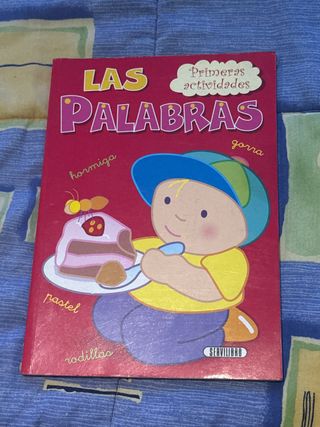 LAS
Primeras
actividades
PALABRAS
gorra
hormiga
pastel
rodillas
SERVILIBRO